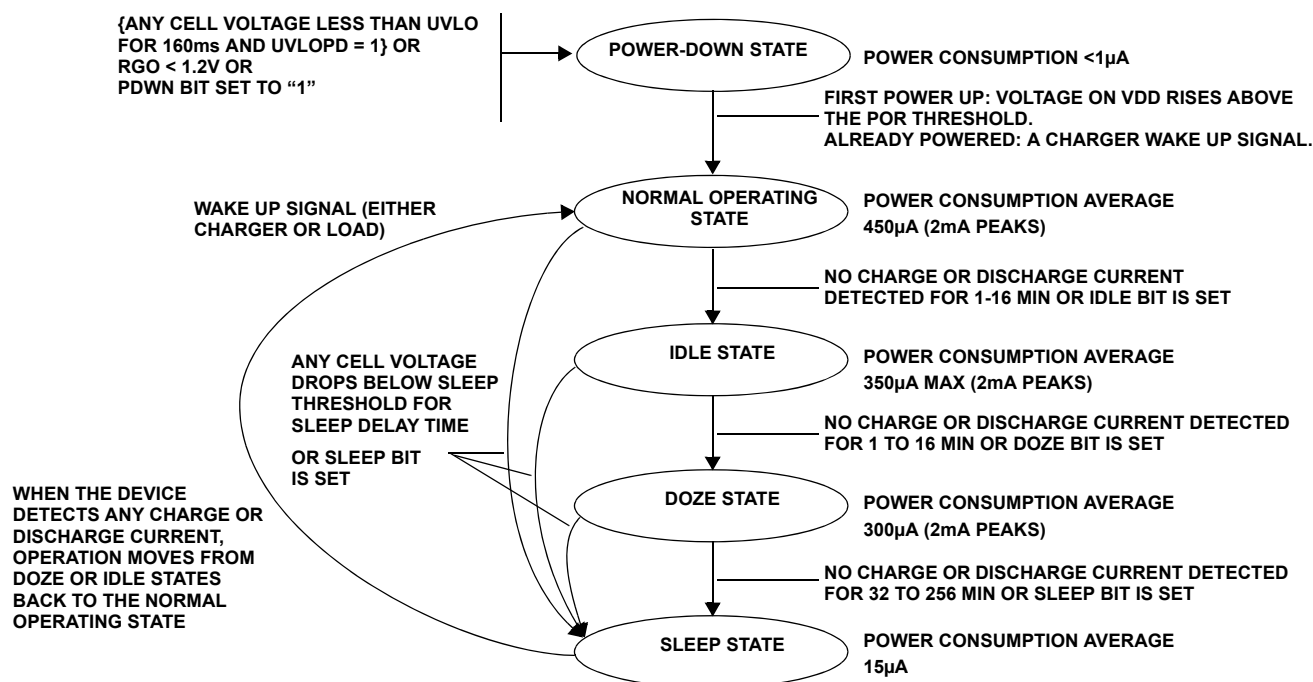 {ANY CELL VOLTAGE LESS THAN UVLO
FOR 160ms AND UVLOPD = 1} OR
RGO < 1.2V OR
PDWN BIT SET TO “1”
POWER-DOWN STATE
POWER CONSUMPTION <1µA
FIRST POWER UP: VOLTAGE ON VDD RISES ABOVE
THE POR THRESHOLD.
ALREADY POWERED: A CHARGER WAKE UP SIGNAL.
WAKE UP SIGNAL (EITHER
CHARGER OR LOAD)
NORMAL OPERATING
STATE
POWER CONSUMPTION AVERAGE
450µA (2mA PEAKS)
NO CHARGE OR DISCHARGE CURRENT
DETECTED FOR 1-16 MIN OR IDLE BIT IS SET
IDLE STATE
POWER CONSUMPTION AVERAGE
350µA MAX (2mA PEAKS)
ANY CELL VOLTAGE
DROPS BELOW SLEEP
THRESHOLD FOR
SLEEP DELAY TIME
OR SLEEP BIT
IS SET
NO CHARGE OR DISCHARGE CURRENT DETECTED
FOR 1 TO 16 MIN OR DOZE BIT IS SET
WHEN THE DEVICE
DETECTS ANY CHARGE OR
DISCHARGE CURRENT,
OPERATION MOVES FROM
DOZE OR IDLE STATES
BACK TO THE NORMAL
OPERATING STATE
DOZE STATE
POWER CONSUMPTION AVERAGE
300µA (2mA PEAKS)
NO CHARGE OR DISCHARGE CURRENT DETECTED
FOR 32 TO 256 MIN OR SLEEP BIT IS SET
SLEEP STATE
POWER CONSUMPTION AVERAGE
15µA